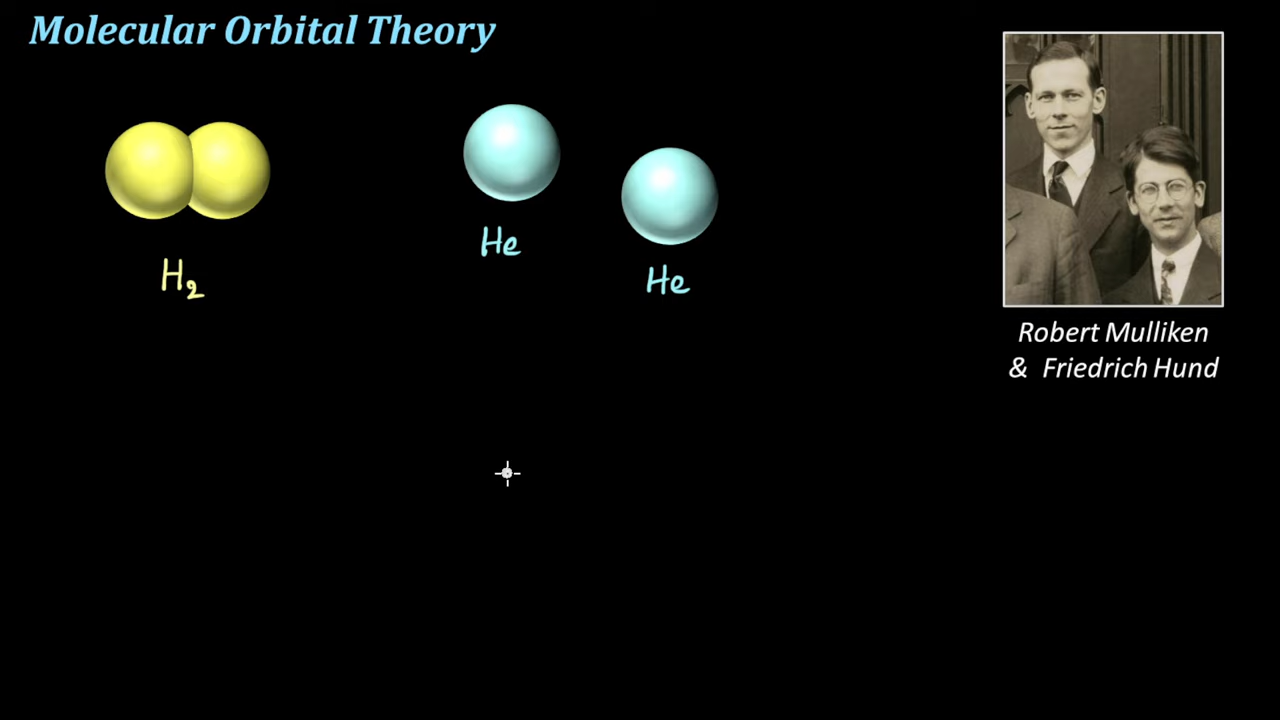 Molecular Orbital Theory
H₂
He
He
Robert Mulliken
& Friedrich Hund